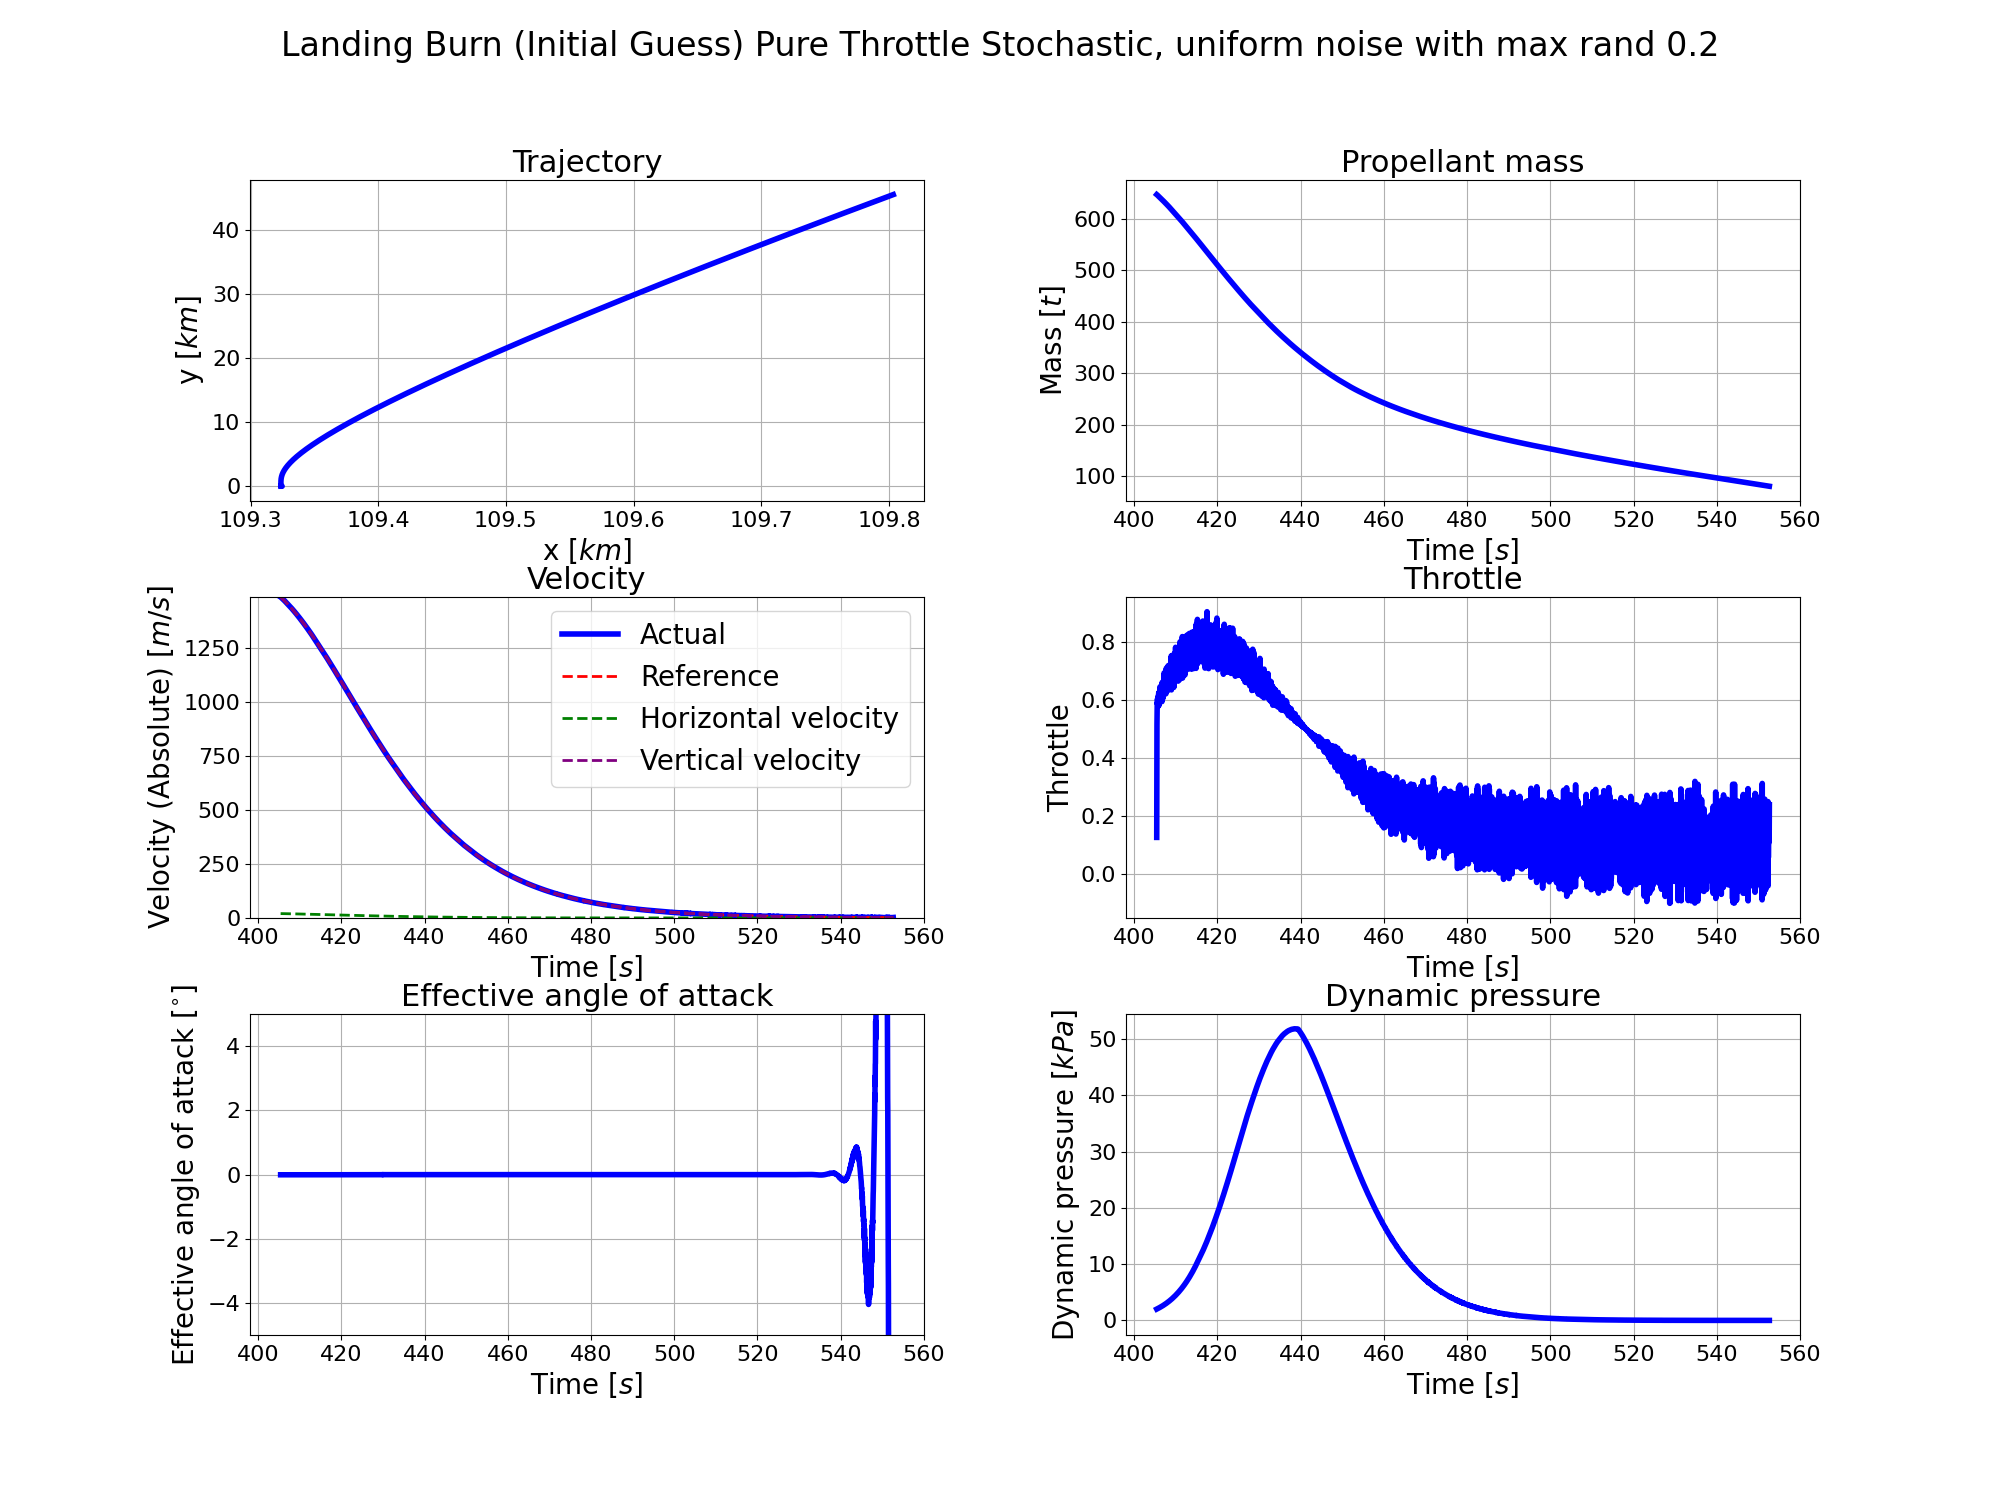 Landing Burn (Initial Guess) Pure Throttle Stochastic, uniform noise with max rand 0.2
Trajectory
y [km]
40
30
20
10
0
109.3 109.4 109.5 109.6 109.7 109.8
x [km]
Propellant mass
Mass [t]
600
500
400
300
200
100
400 420 440 460 480 500 520 540 560
Time [s]
Velocity
Velocity (Absolute) [m/s]
1250
1000
750
500
250
0
Actual
Reference
Horizontal velocity
Vertical velocity
400 420 440 460 480 500 520 540 560
Time [s]
Throttle
Throttle
0.8
0.6
0.4
0.2
0.0
400 420 440 460 480 500 520 540 560
Time [s]
Effective angle of attack
Effective angle of attack [°]
4
2
0
−2
−4
400 420 440 460 480 500 520 540 560
Time [s]
Dynamic pressure
Dynamic pressure [kPa]
50
40
30
20
10
0
400 420 440 460 480 500 520 540 560
Time [s]